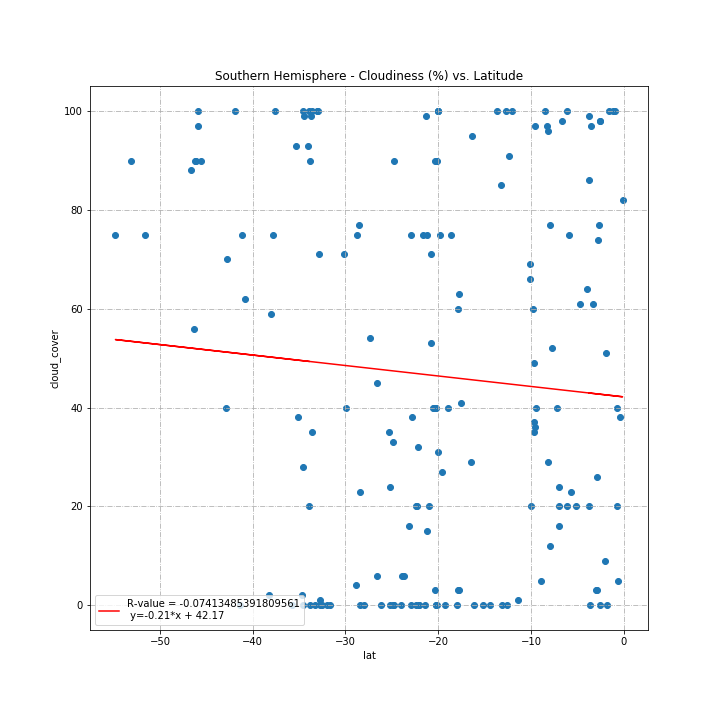 Southern Hemisphere - Cloudiness (%) vs. Latitude
100
80
60
40
20
0
cloud_cover
R-value = -0.07413485391809561
y=-0.21*x + 42.17
−50
−40
−30
−20
−10
0
lat